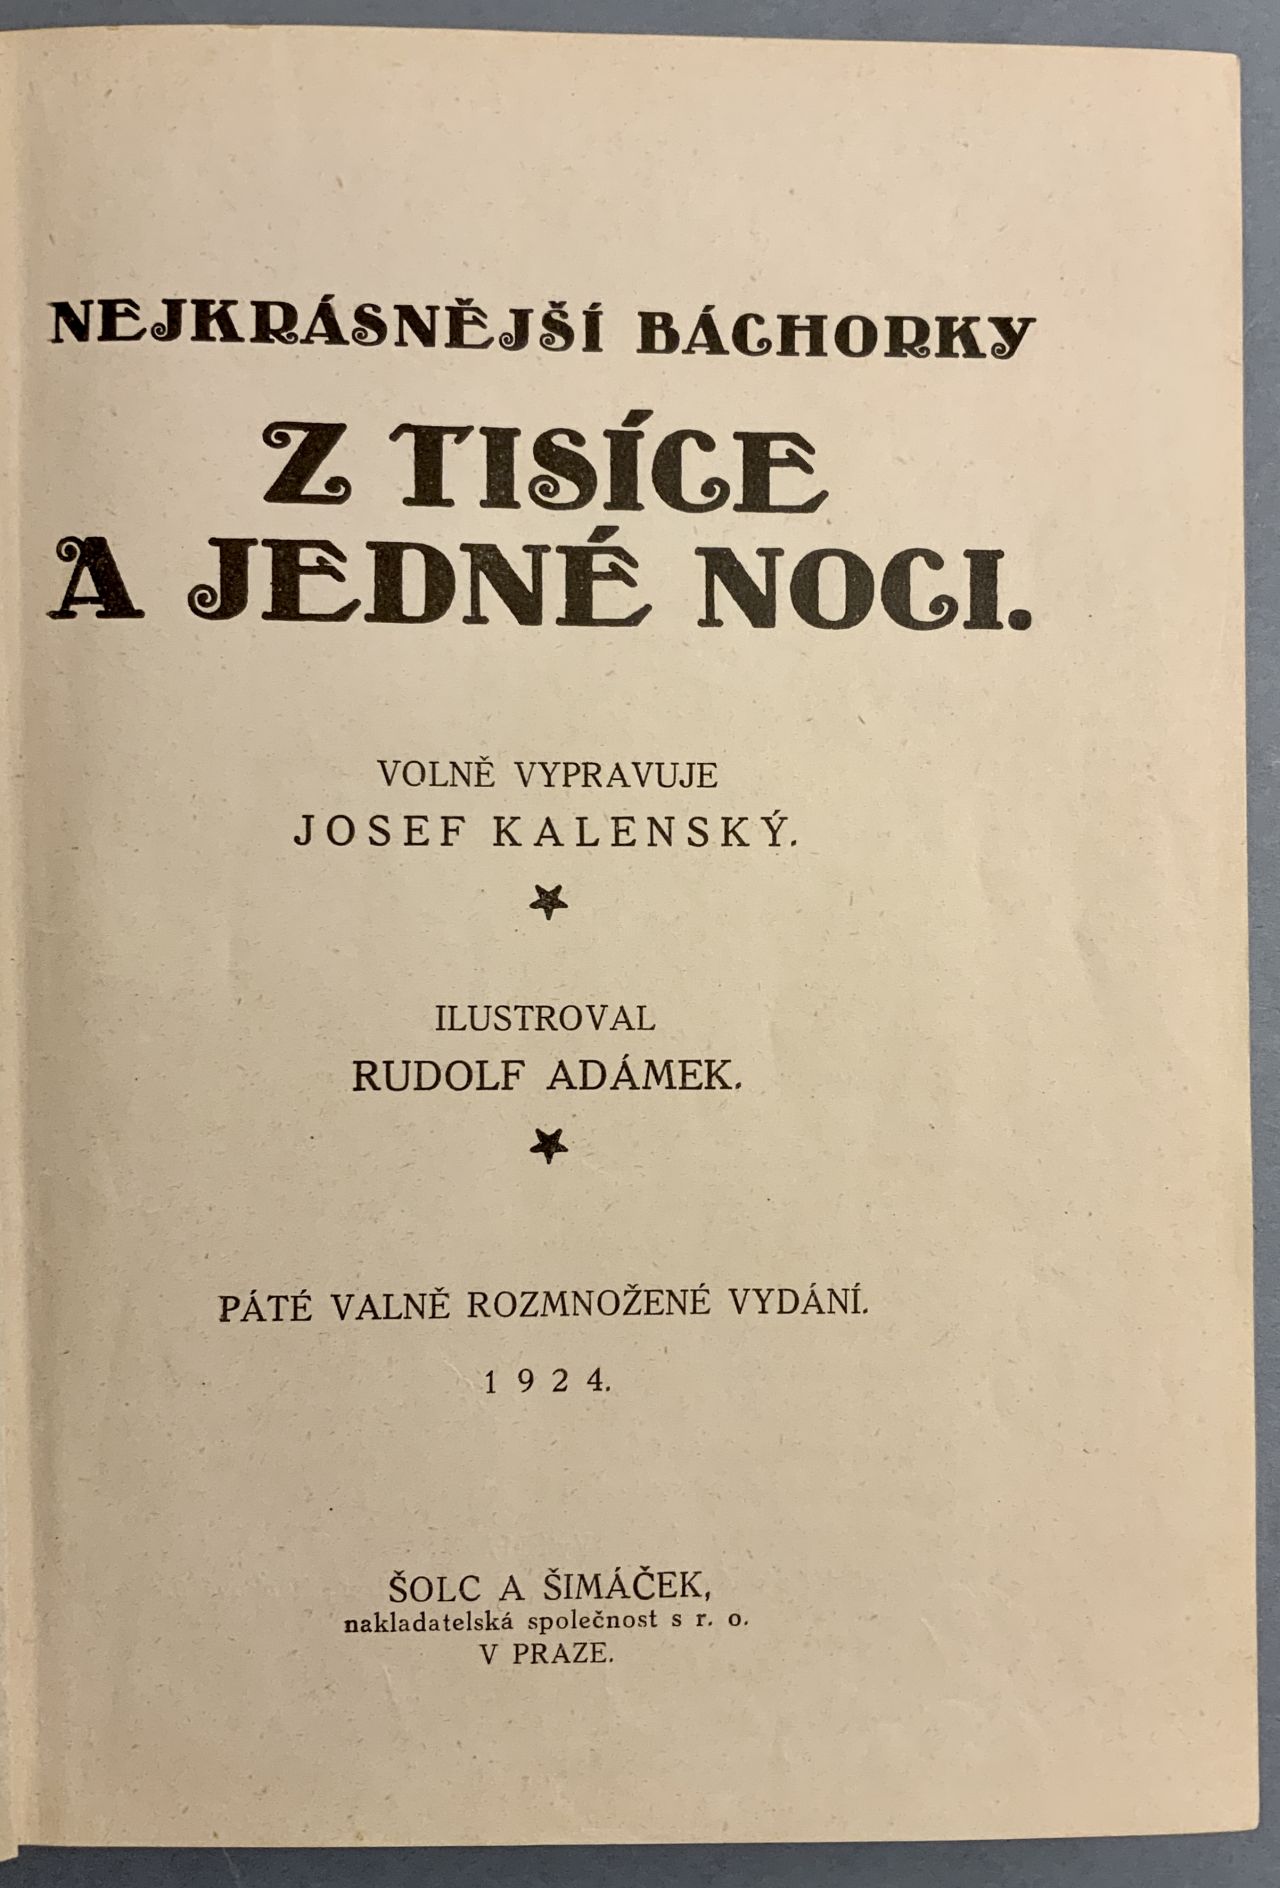 NEJKRÁSNĚJŠÍ BÁCHORKY
Z TISÍCE
A JEDNÉ NOCI.
VOLNĚ VYPRAVUJE
JOSEF KALENSKÝ.
ILUSTROVAL
RUDOLF ADÁMEK.
PÁTÉ VALNĚ ROZMNOŽENÉ VYDÁNÍ.
1924.
ŠOLC A ŠIMÁČEK,
nakladatelská společnost s r. o.
V PRAZE.